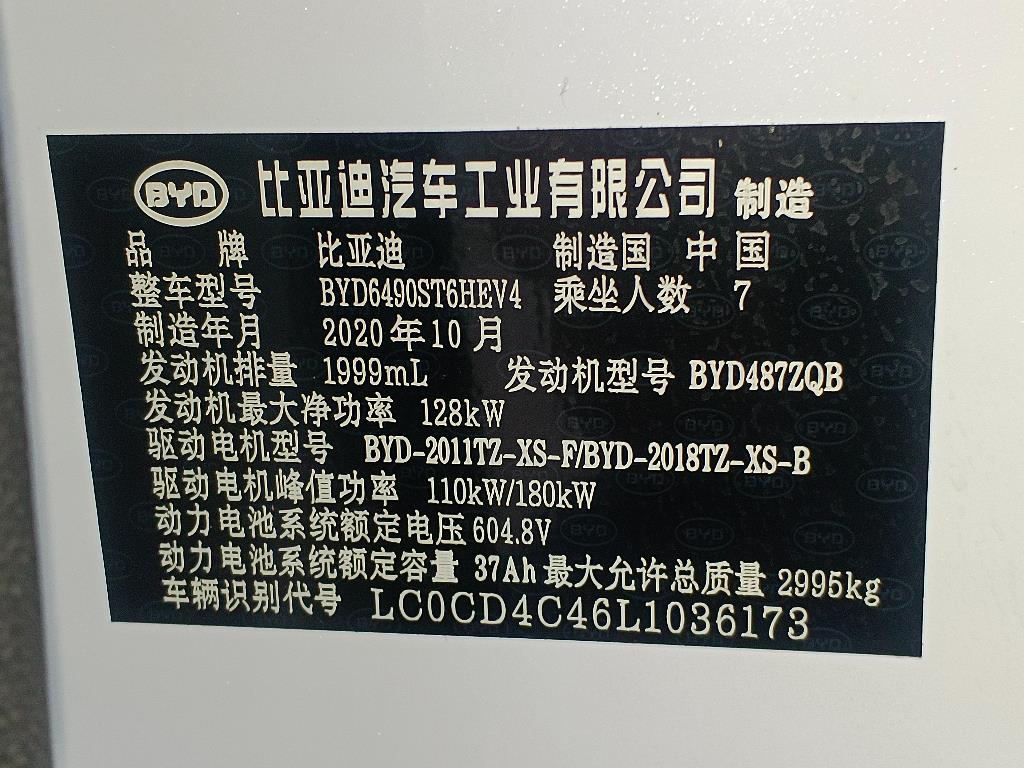 BYD 比亚迪汽车工业有限公司 制造
品 牌 比亚迪 制造国 中国
整车型号 BYD6490ST6HEV4 乘坐人数 7
制造年月 2020年10月
发动机排量 1999mL 发动机型号 BYD487ZQB
发动机最大净功率 128kW
驱动电机型号 BYD-2011TZ-XS-F/BYD-2018TZ-XS-B
驱动电机峰值功率 110kW/180kW
动力电池系统额定电压 604.8V
动力电池系统额定容量 37Ah 最大允许总质量 2995kg
车辆识别代号 LC0CD4C46L1036173